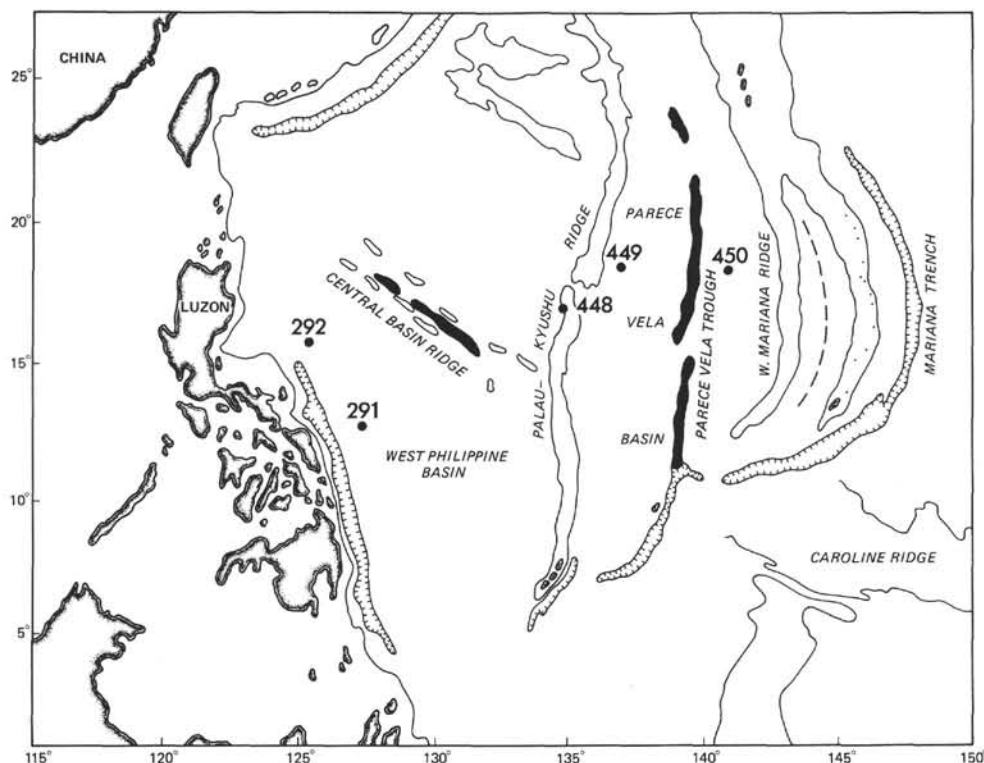 CHINA
25°
20°
15°
10°
5°
115°
120°
125°
130°
135°
140°
145°
150°
LUZON
292
291
CENTRAL BASIN RIDGE
WEST PHILIPPINE
BASIN
PALAU–
KYUSHU
RIDGE
448
449
PARECE
VELA
BASIN
PARECE VELA TROUGH
450
W. MARIANA RIDGE
MARIANA TRENCH
CAROLINE RIDGE